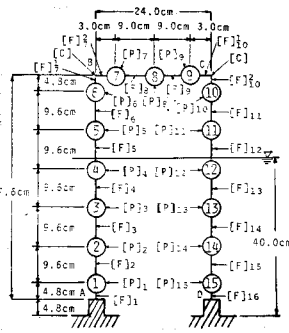 24.0cm
3.0cm 9.0cm 9.0cm 3.0cm
[C] B [P]7 [P]9 C [C]
7 8 9
4.8cm [P]6 [F]8 [P]8 [F]9 [P]10
6 10
9.6cm [F]6 [F]11
5 [P]5 [P]11 11
9.6cm [F]5 [F]12
4 [P]4 [P]12 12
9.6cm [F]4 [F]13
3 [P]3 [P]13 13
9.6cm [F]3 [F]14
2 [P]2 [P]14 14
9.6cm [F]2 [F]15
1 [P]1 [P]15 15
4.8cm A [F]1 D [F]16
4.8cm
40.0cm